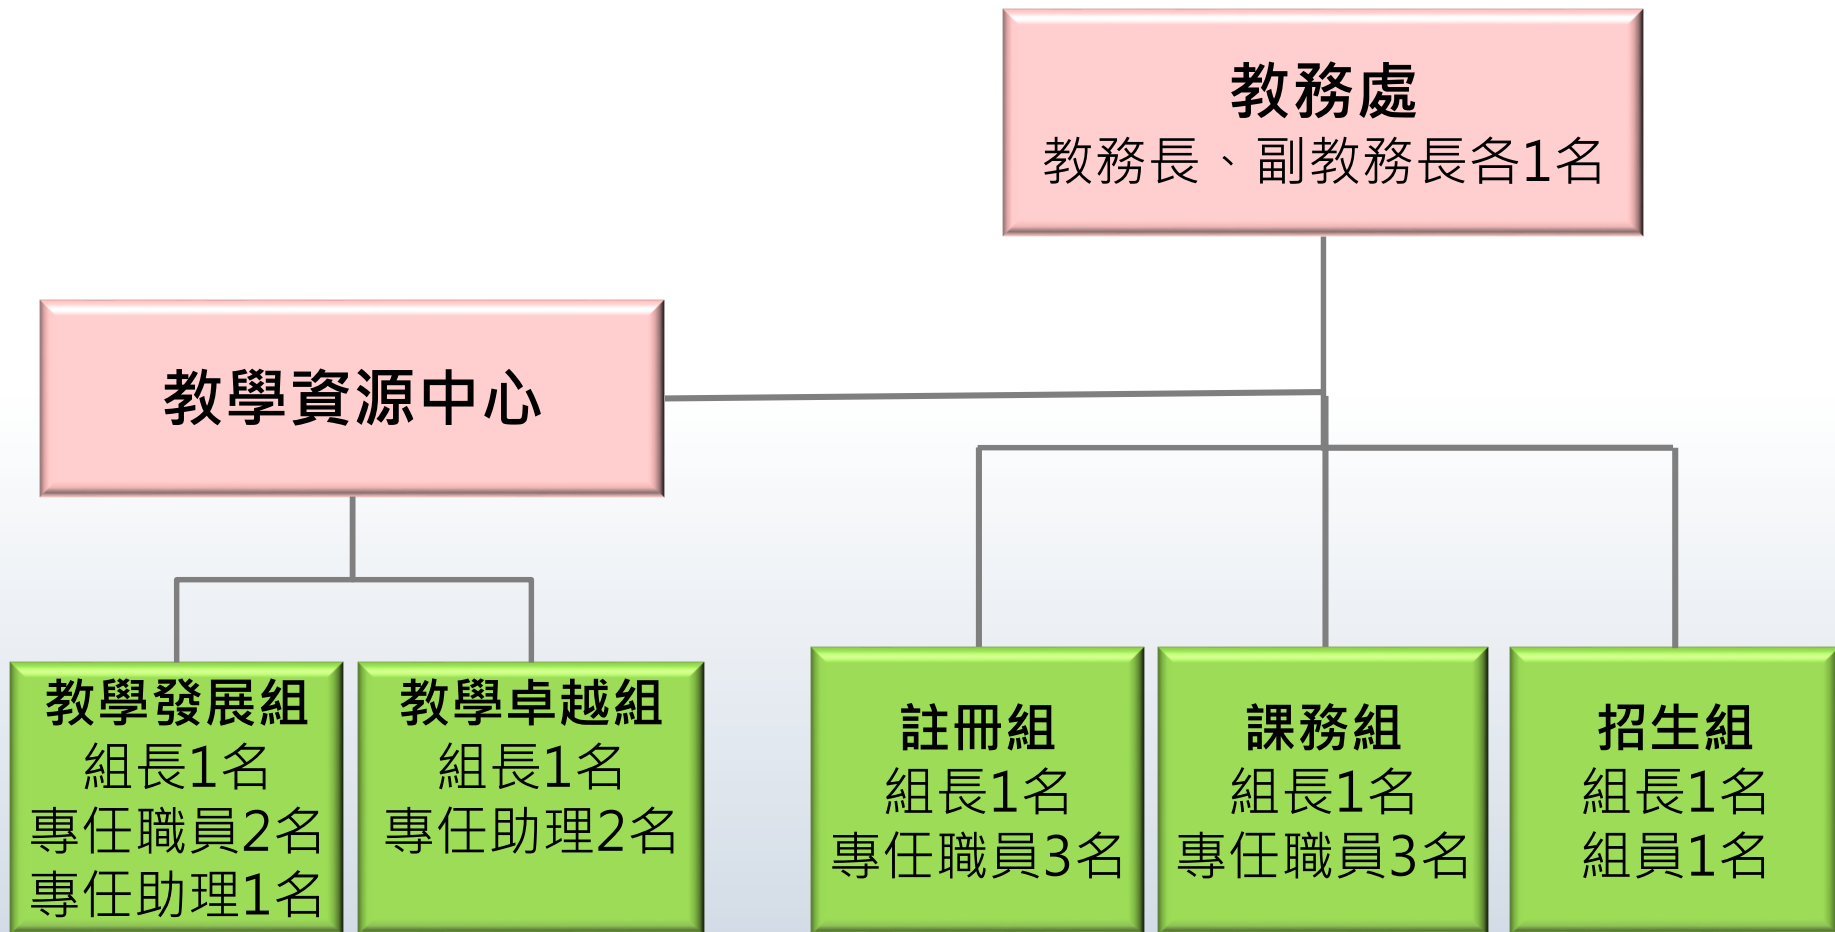 教務處
教務長、副教務長各1名
教學資源中心
教學發展組
組長1名
專任職員2名
專任助理1名
教學卓越組
組長1名
專任助理2名
註冊組
組長1名
專任職員3名
課務組
組長1名
專任職員3名
招生組
組長1名
組員1名